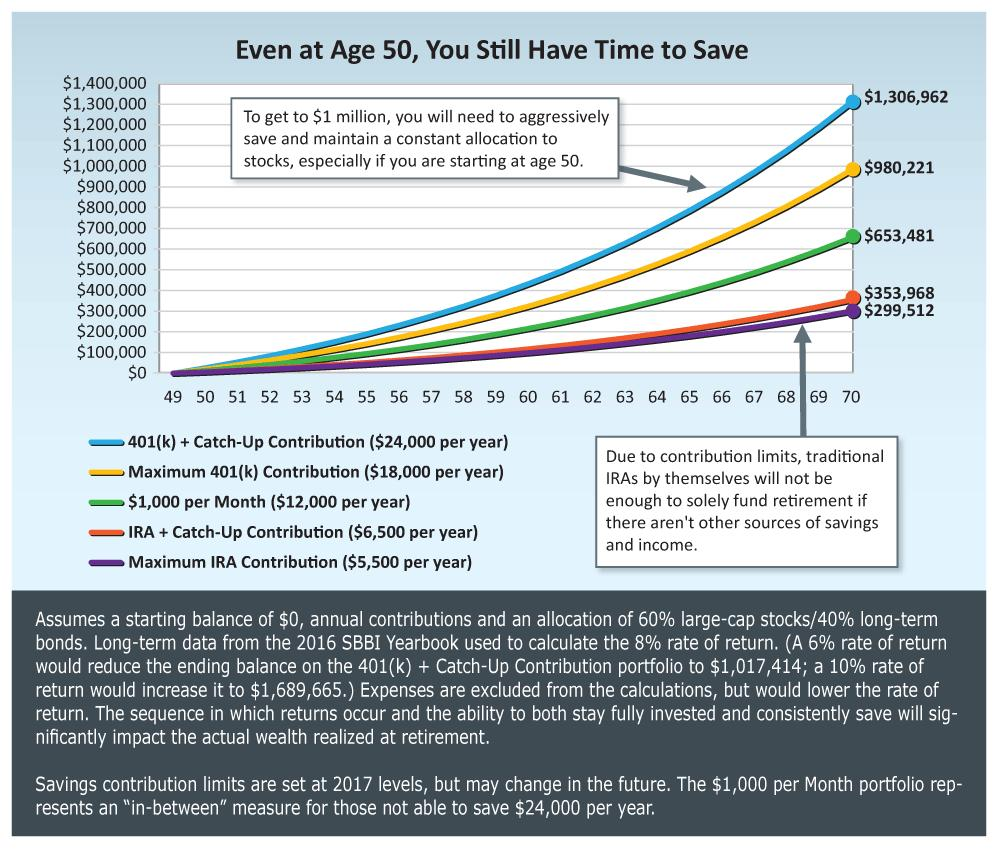 Even at Age 50, You Still Have Time to Save
$1,400,000
$1,300,000
$1,200,000
$1,100,000
$1,000,000
$900,000
$800,000
$700,000
$600,000
$500,000
$400,000
$300,000
$200,000
$100,000
$0
To get to $1 million, you will need to aggressively
save and maintain a constant allocation to
stocks, especially if you are starting at age 50.
$1,306,962
$980,221
$653,481
$353,968
$299,512
49 50 51 52 53 54 55 56 57 58 59 60 61 62 63 64 65 66 67 68 69 70
401(k) + Catch-Up Contribution ($24,000 per year)
Maximum 401(k) Contribution ($18,000 per year)
$1,000 per Month ($12,000 per year)
IRA + Catch-Up Contribution ($6,500 per year)
Maximum IRA Contribution ($5,500 per year)
Due to contribution limits, traditional
IRAs by themselves will not be
enough to solely fund retirement if
there aren't other sources of savings
and income.
Assumes a starting balance of $0, annual contributions and an allocation of 60% large-cap stocks/40% long-term
bonds. Long-term data from the 2016 SBBI Yearbook used to calculate the 8% rate of return. (A 6% rate of return
would reduce the ending balance on the 401(k) + Catch-Up Contribution portfolio to $1,017,414; a 10% rate of
return would increase it to $1,689,665.) Expenses are excluded from the calculations, but would lower the rate of
return. The sequence in which returns occur and the ability to both stay fully invested and consistently save will sig-
nificantly impact the actual wealth realized at retirement.
Savings contribution limits are set at 2017 levels, but may change in the future. The $1,000 per Month portfolio rep-
resents an “in-between” measure for those not able to save $24,000 per year.